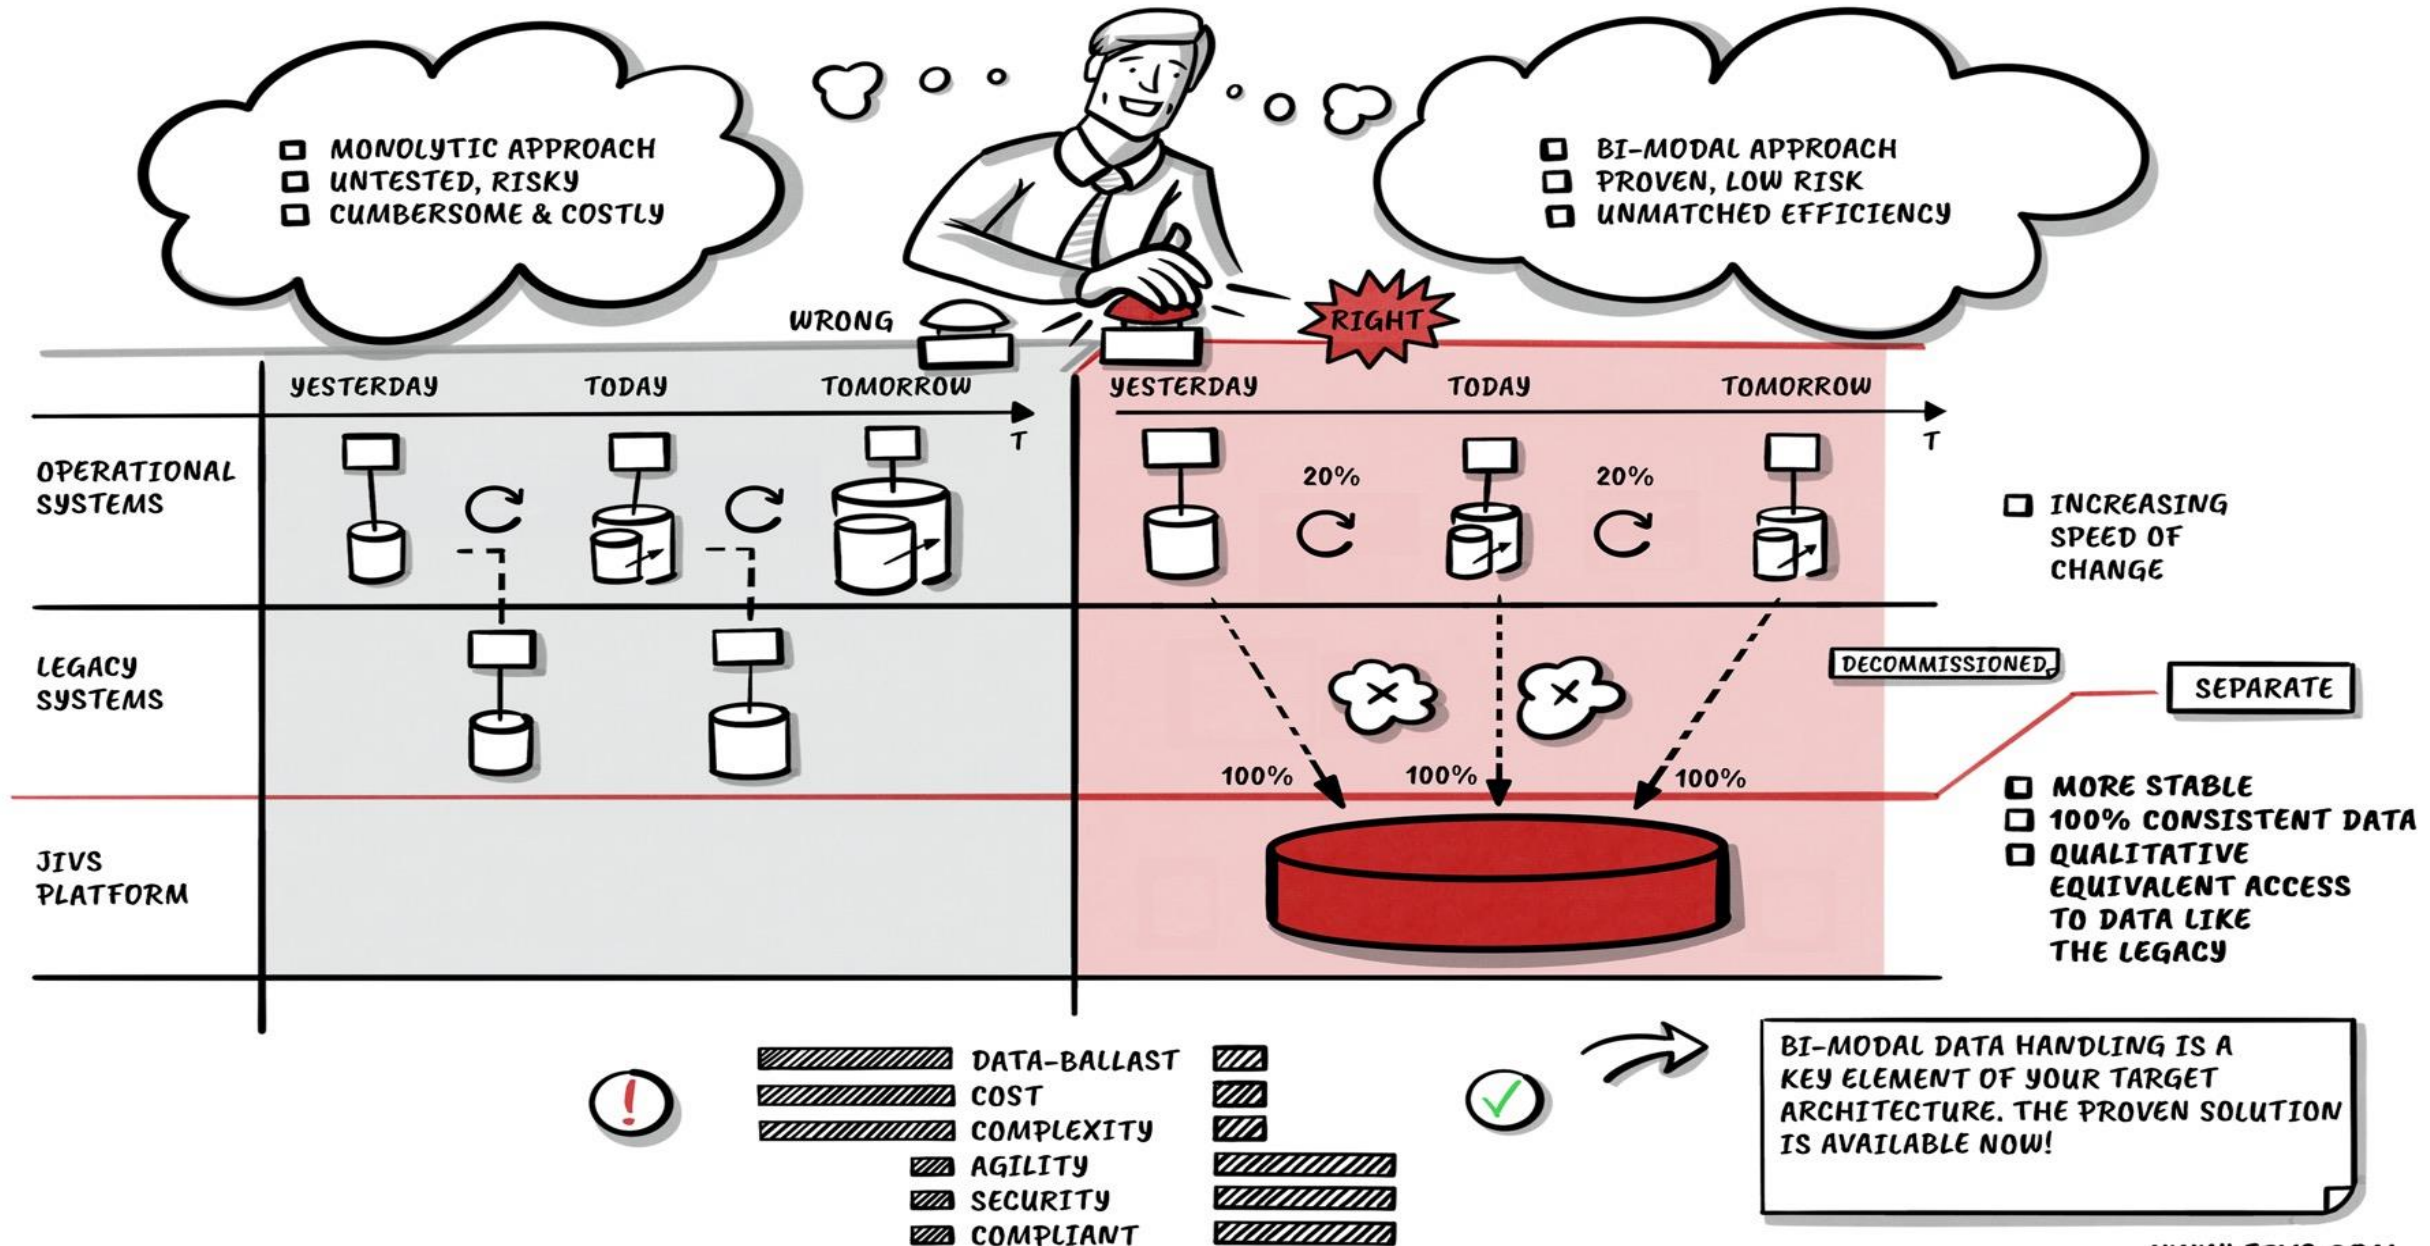 MONOLYTIC APPROACH
UNTESTED, RISKY
CUMBERSOME & COSTLY
BI-MODAL APPROACH
PROVEN, LOW RISK
UNMATCHED EFFICIENCY
WRONG
RIGHT
YESTERDAY
TODAY
TOMORROW
T
YESTERDAY
TODAY
TOMORROW
T
OPERATIONAL
SYSTEMS
20%
20%
INCREASING
SPEED OF
CHANGE
LEGACY
SYSTEMS
DECOMMISSIONED
SEPARATE
100%
100%
100%
JIVS
PLATFORM
MORE STABLE
100% CONSISTENT DATA
QUALITATIVE
EQUIVALENT ACCESS
TO DATA LIKE
THE LEGACY
!
DATA-BALLAST
COST
COMPLEXITY
AGILITY
SECURITY
COMPLIANT
BI-MODAL DATA HANDLING IS A
KEY ELEMENT OF YOUR TARGET
ARCHITECTURE. THE PROVEN SOLUTION
IS AVAILABLE NOW!